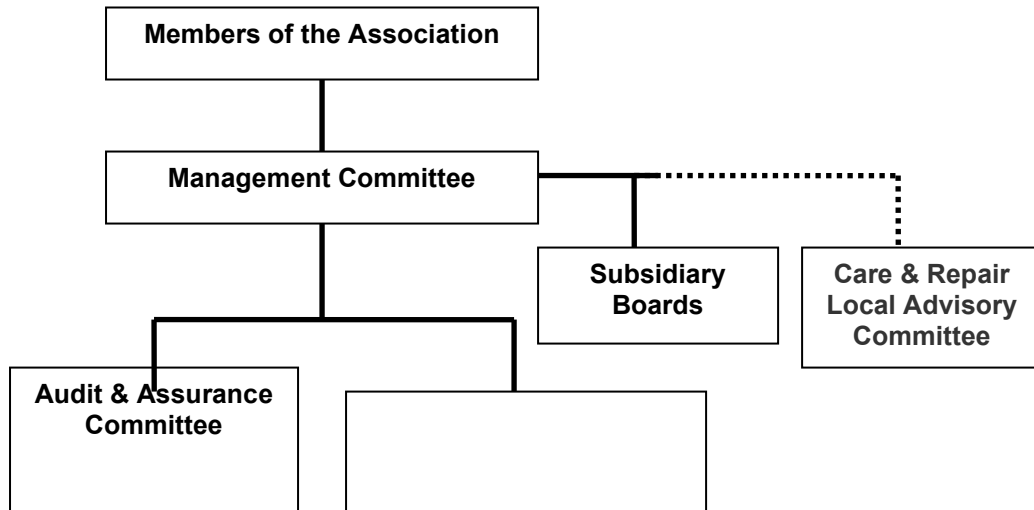 Members of the Association
Management Committee
Subsidiary
Boards
Care & Repair
Local Advisory
Committee
Audit & Assurance
Committee